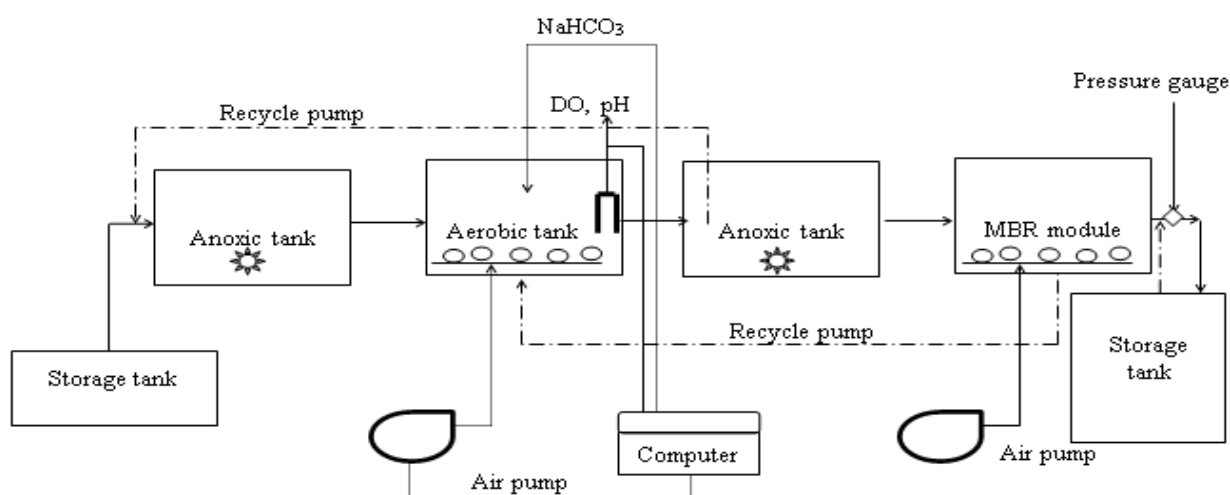 NaHCO₃
Pressure gauge
DO, pH
Recycle pump
Anoxic tank
Aerobic tank
Anoxic tank
MBR module
Recycle pump
Storage tank
Storage
tank
Computer
Air pump
Air pump